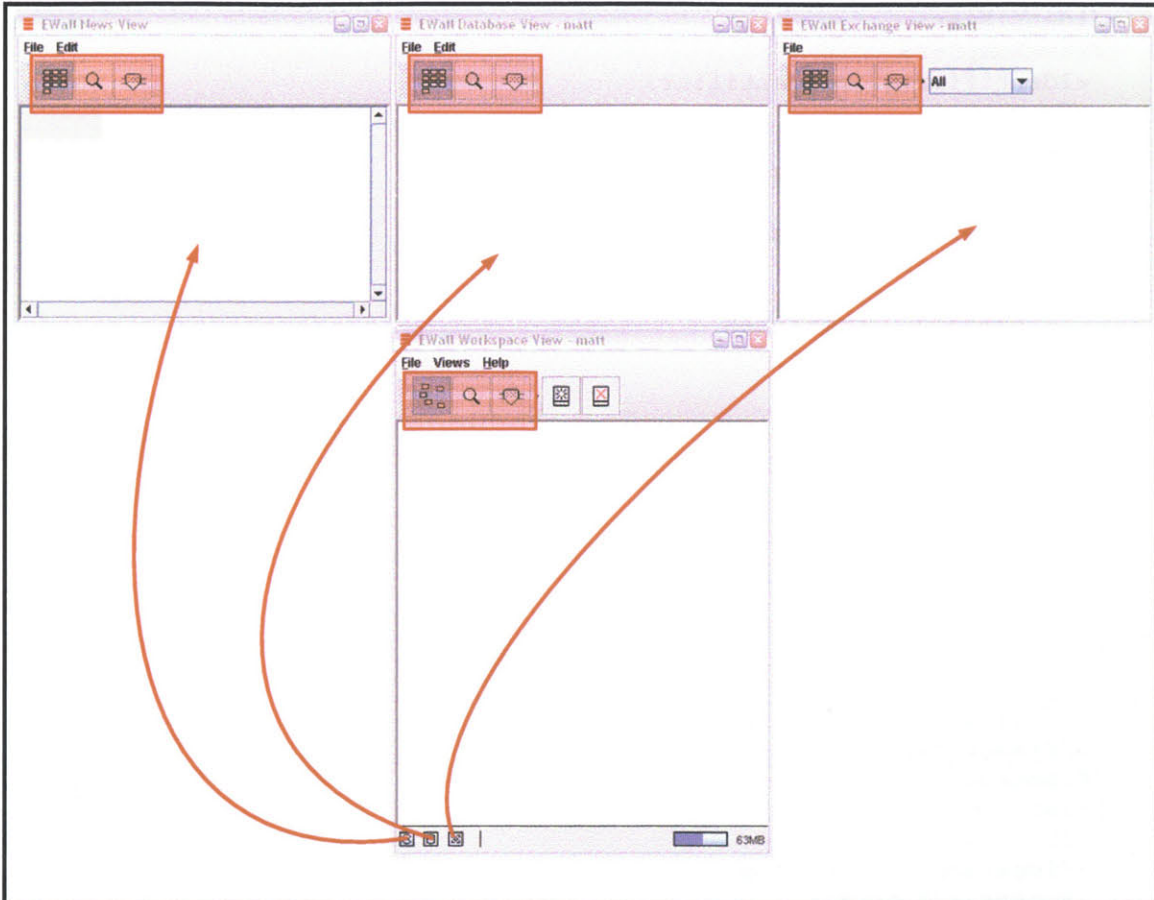 EWall News View
File Edit
EWall Database View - matt
File Edit
EWall Exchange View - matt
File
All
EWall Workspace View - matt
File Views Help
63MB